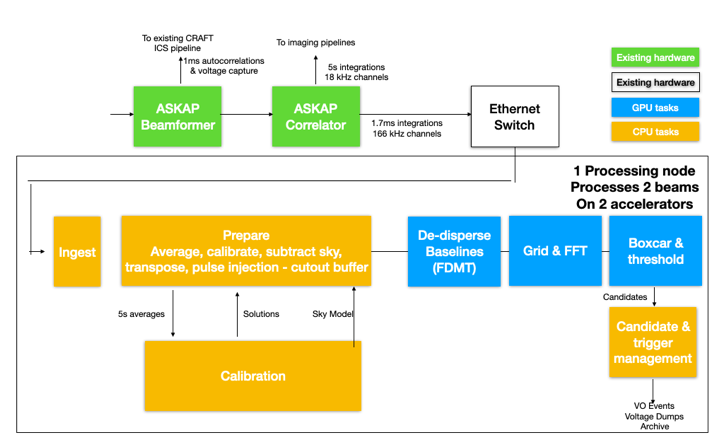 To existing CRAFT
ICS pipeline
1ms autocorrelations
& voltage capture
To imaging pipelines
5s integrations
18 kHz channels
ASKAP
Beamformer
ASKAP
Correlator
1.7ms integrations
166 kHz channels
Ethernet
Switch
Existing hardware
Existing hardware
GPU tasks
CPU tasks
1 Processing node
Processes 2 beams
On 2 accelerators
Ingest
Prepare
Average, calibrate, subtract sky,
transpose, pulse injection - cutout buffer
De-disperse
Baselines
(FDMT)
Grid & FFT
Boxcar &
threshold
5s averages
Solutions
Sky Model
Calibration
Candidates
Candidate &
trigger
management
VO Events
Voltage Dumps
Archive